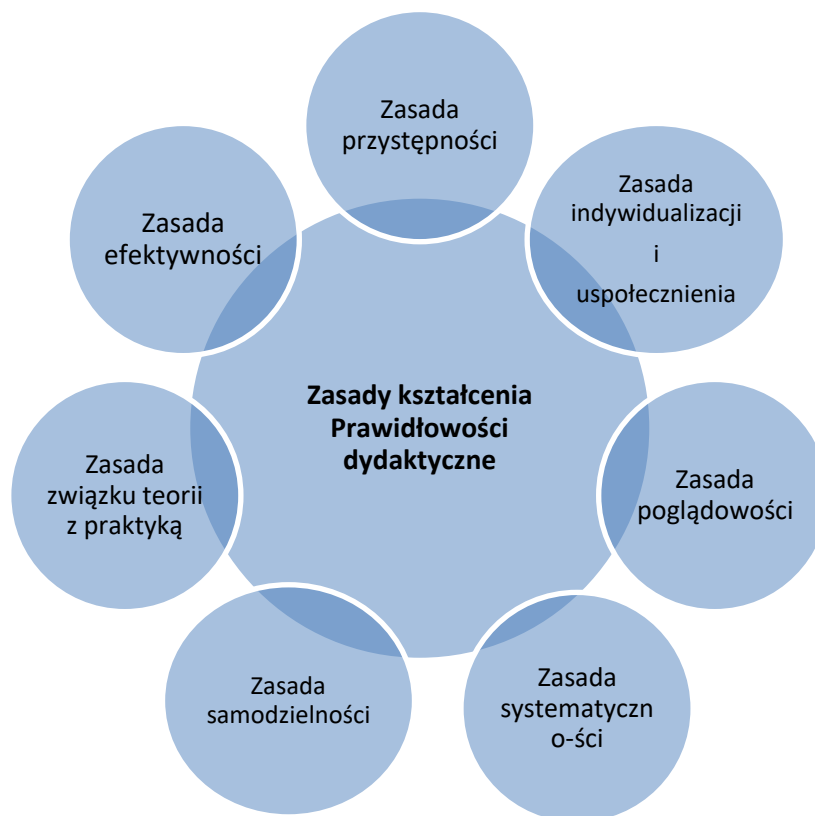 Zasada
przystępności
Zasada
indywidualizacji
i
uspołecznienia
Zasada
efektywności
Zasady kształcenia
Prawidłowości
dydaktyczne
Zasada
związku teorii
z praktyką
Zasada
poglądowości
Zasada
samodzielności
Zasada
systematyczn
o-ści